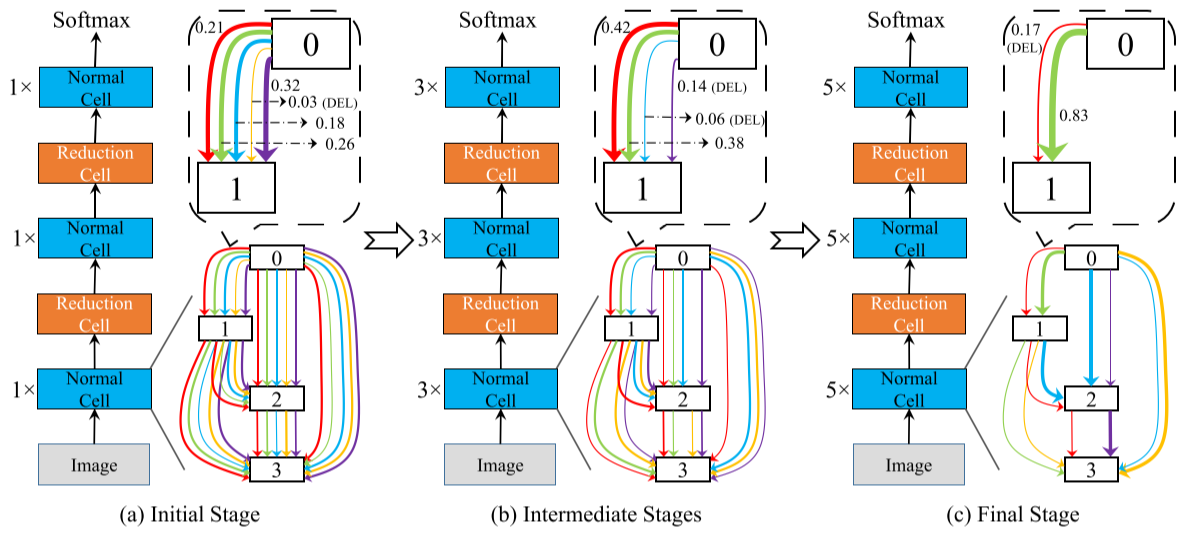 Softmax
1×
Normal
Cell
Reduction
Cell
1×
Normal
Cell
Reduction
Cell
1×
Normal
Cell
Image
0.21
0
0.32
0.03 (DEL)
0.18
0.26
1
0
1
2
3
(a) Initial Stage
Softmax
3×
Normal
Cell
Reduction
Cell
3×
Normal
Cell
Reduction
Cell
3×
Normal
Cell
Image
0.42
0
0.14 (DEL)
0.06 (DEL)
0.38
1
0
1
2
3
(b) Intermediate Stages
Softmax
5×
Normal
Cell
Reduction
Cell
5×
Normal
Cell
Reduction
Cell
5×
Normal
Cell
Image
0.17
(DEL)
0
0.83
1
0
1
2
3
(c) Final Stage